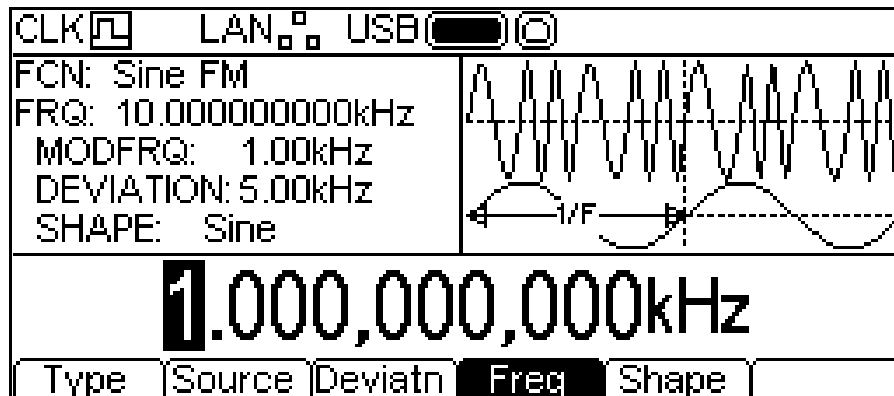 CLK LAN USB
FCN: Sine FM
FRQ: 10.000000000kHz
MODFRQ: 1.00kHz
DEVIATION: 5.00kHz
SHAPE: Sine
1/F
1.000,000,000kHz
Type Source Deviatn Freq Shape